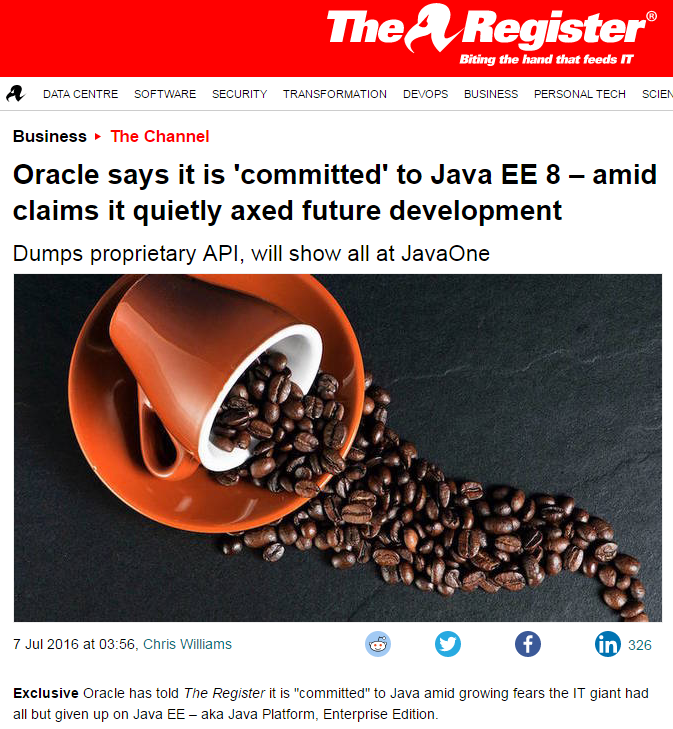 The Register®
Biting the hand that feeds IT
DATA CENTRE SOFTWARE SECURITY TRANSFORMATION DEVOPS BUSINESS PERSONAL TECH SCIEN
Business ▸ The Channel
Oracle says it is 'committed' to Java EE 8 – amid
claims it quietly axed future development
Dumps proprietary API, will show all at JavaOne
7 Jul 2016 at 03:56, Chris Williams
in 326
Exclusive Oracle has told The Register it is "committed" to Java amid growing fears the IT giant had
all but given up on Java EE – aka Java Platform, Enterprise Edition.